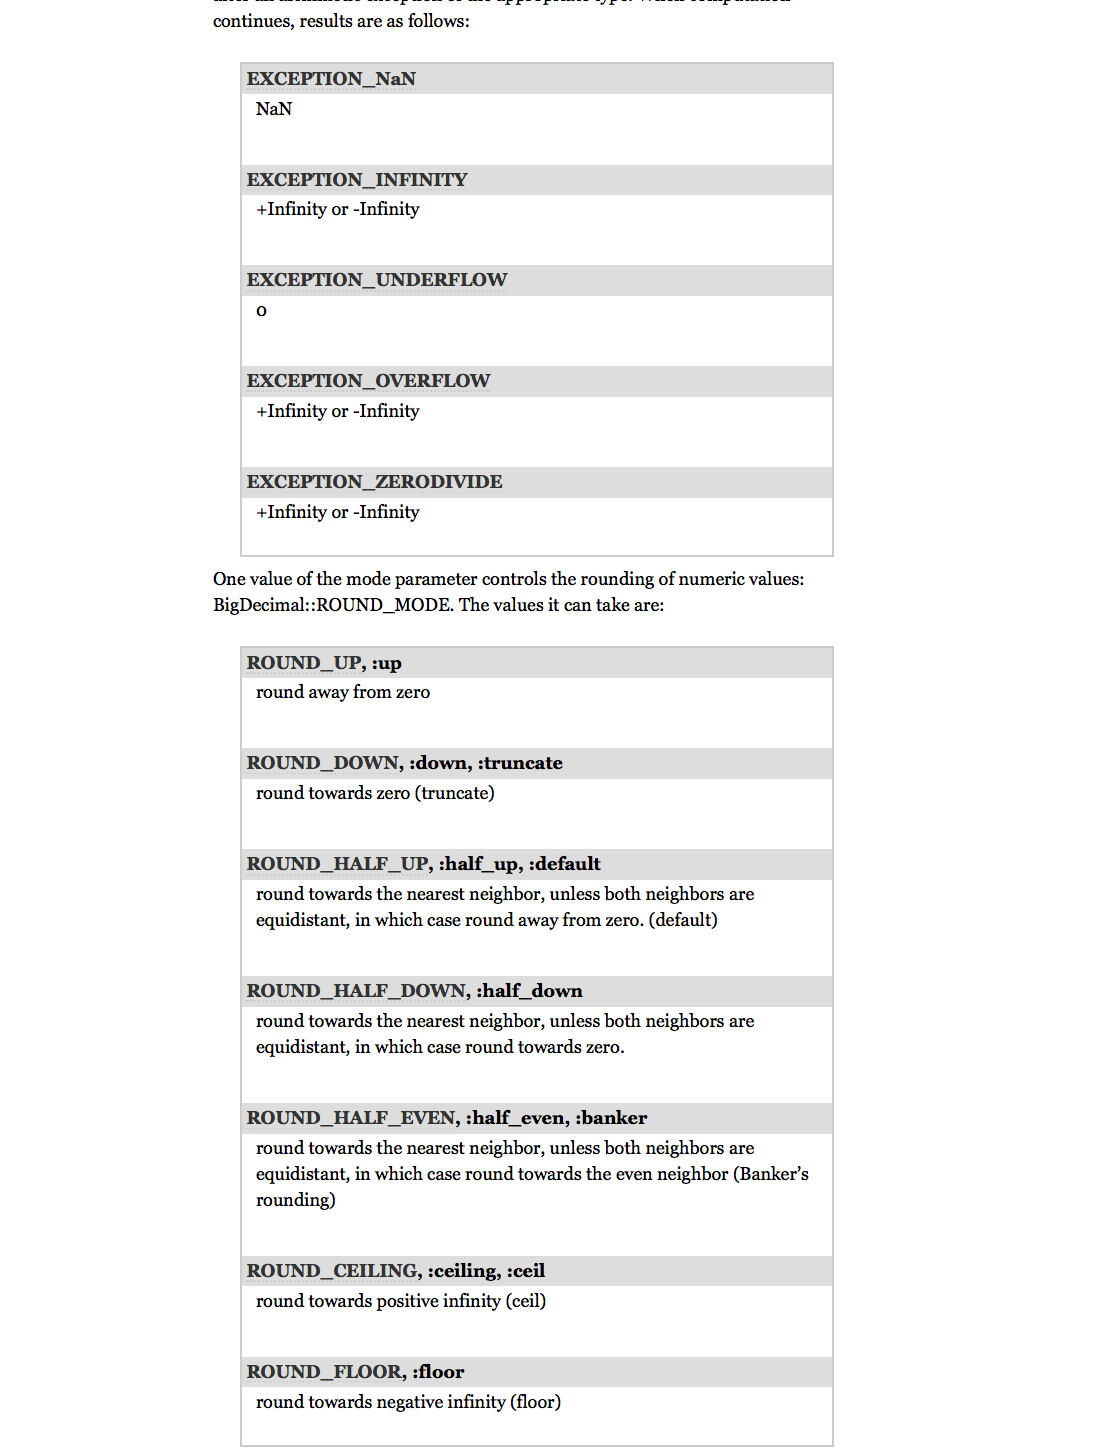 continues, results are as follows:
EXCEPTION_NaN
NaN
EXCEPTION_INFINITY
+Infinity or -Infinity
EXCEPTION_UNDERFLOW
0
EXCEPTION_OVERFLOW
+Infinity or -Infinity
EXCEPTION_ZERODIVIDE
+Infinity or -Infinity
One value of the mode parameter controls the rounding of numeric values:
BigDecimal::ROUND_MODE. The values it can take are:
ROUND_UP, :up
round away from zero
ROUND_DOWN, :down, :truncate
round towards zero (truncate)
ROUND_HALF_UP, :half_up, :default
round towards the nearest neighbor, unless both neighbors are
equidistant, in which case round away from zero. (default)
ROUND_HALF_DOWN, :half_down
round towards the nearest neighbor, unless both neighbors are
equidistant, in which case round towards zero.
ROUND_HALF_EVEN, :half_even, :banker
round towards the nearest neighbor, unless both neighbors are
equidistant, in which case round towards the even neighbor (Banker’s
rounding)
ROUND_CEILING, :ceiling, :ceil
round towards positive infinity (ceil)
ROUND_FLOOR, :floor
round towards negative infinity (floor)